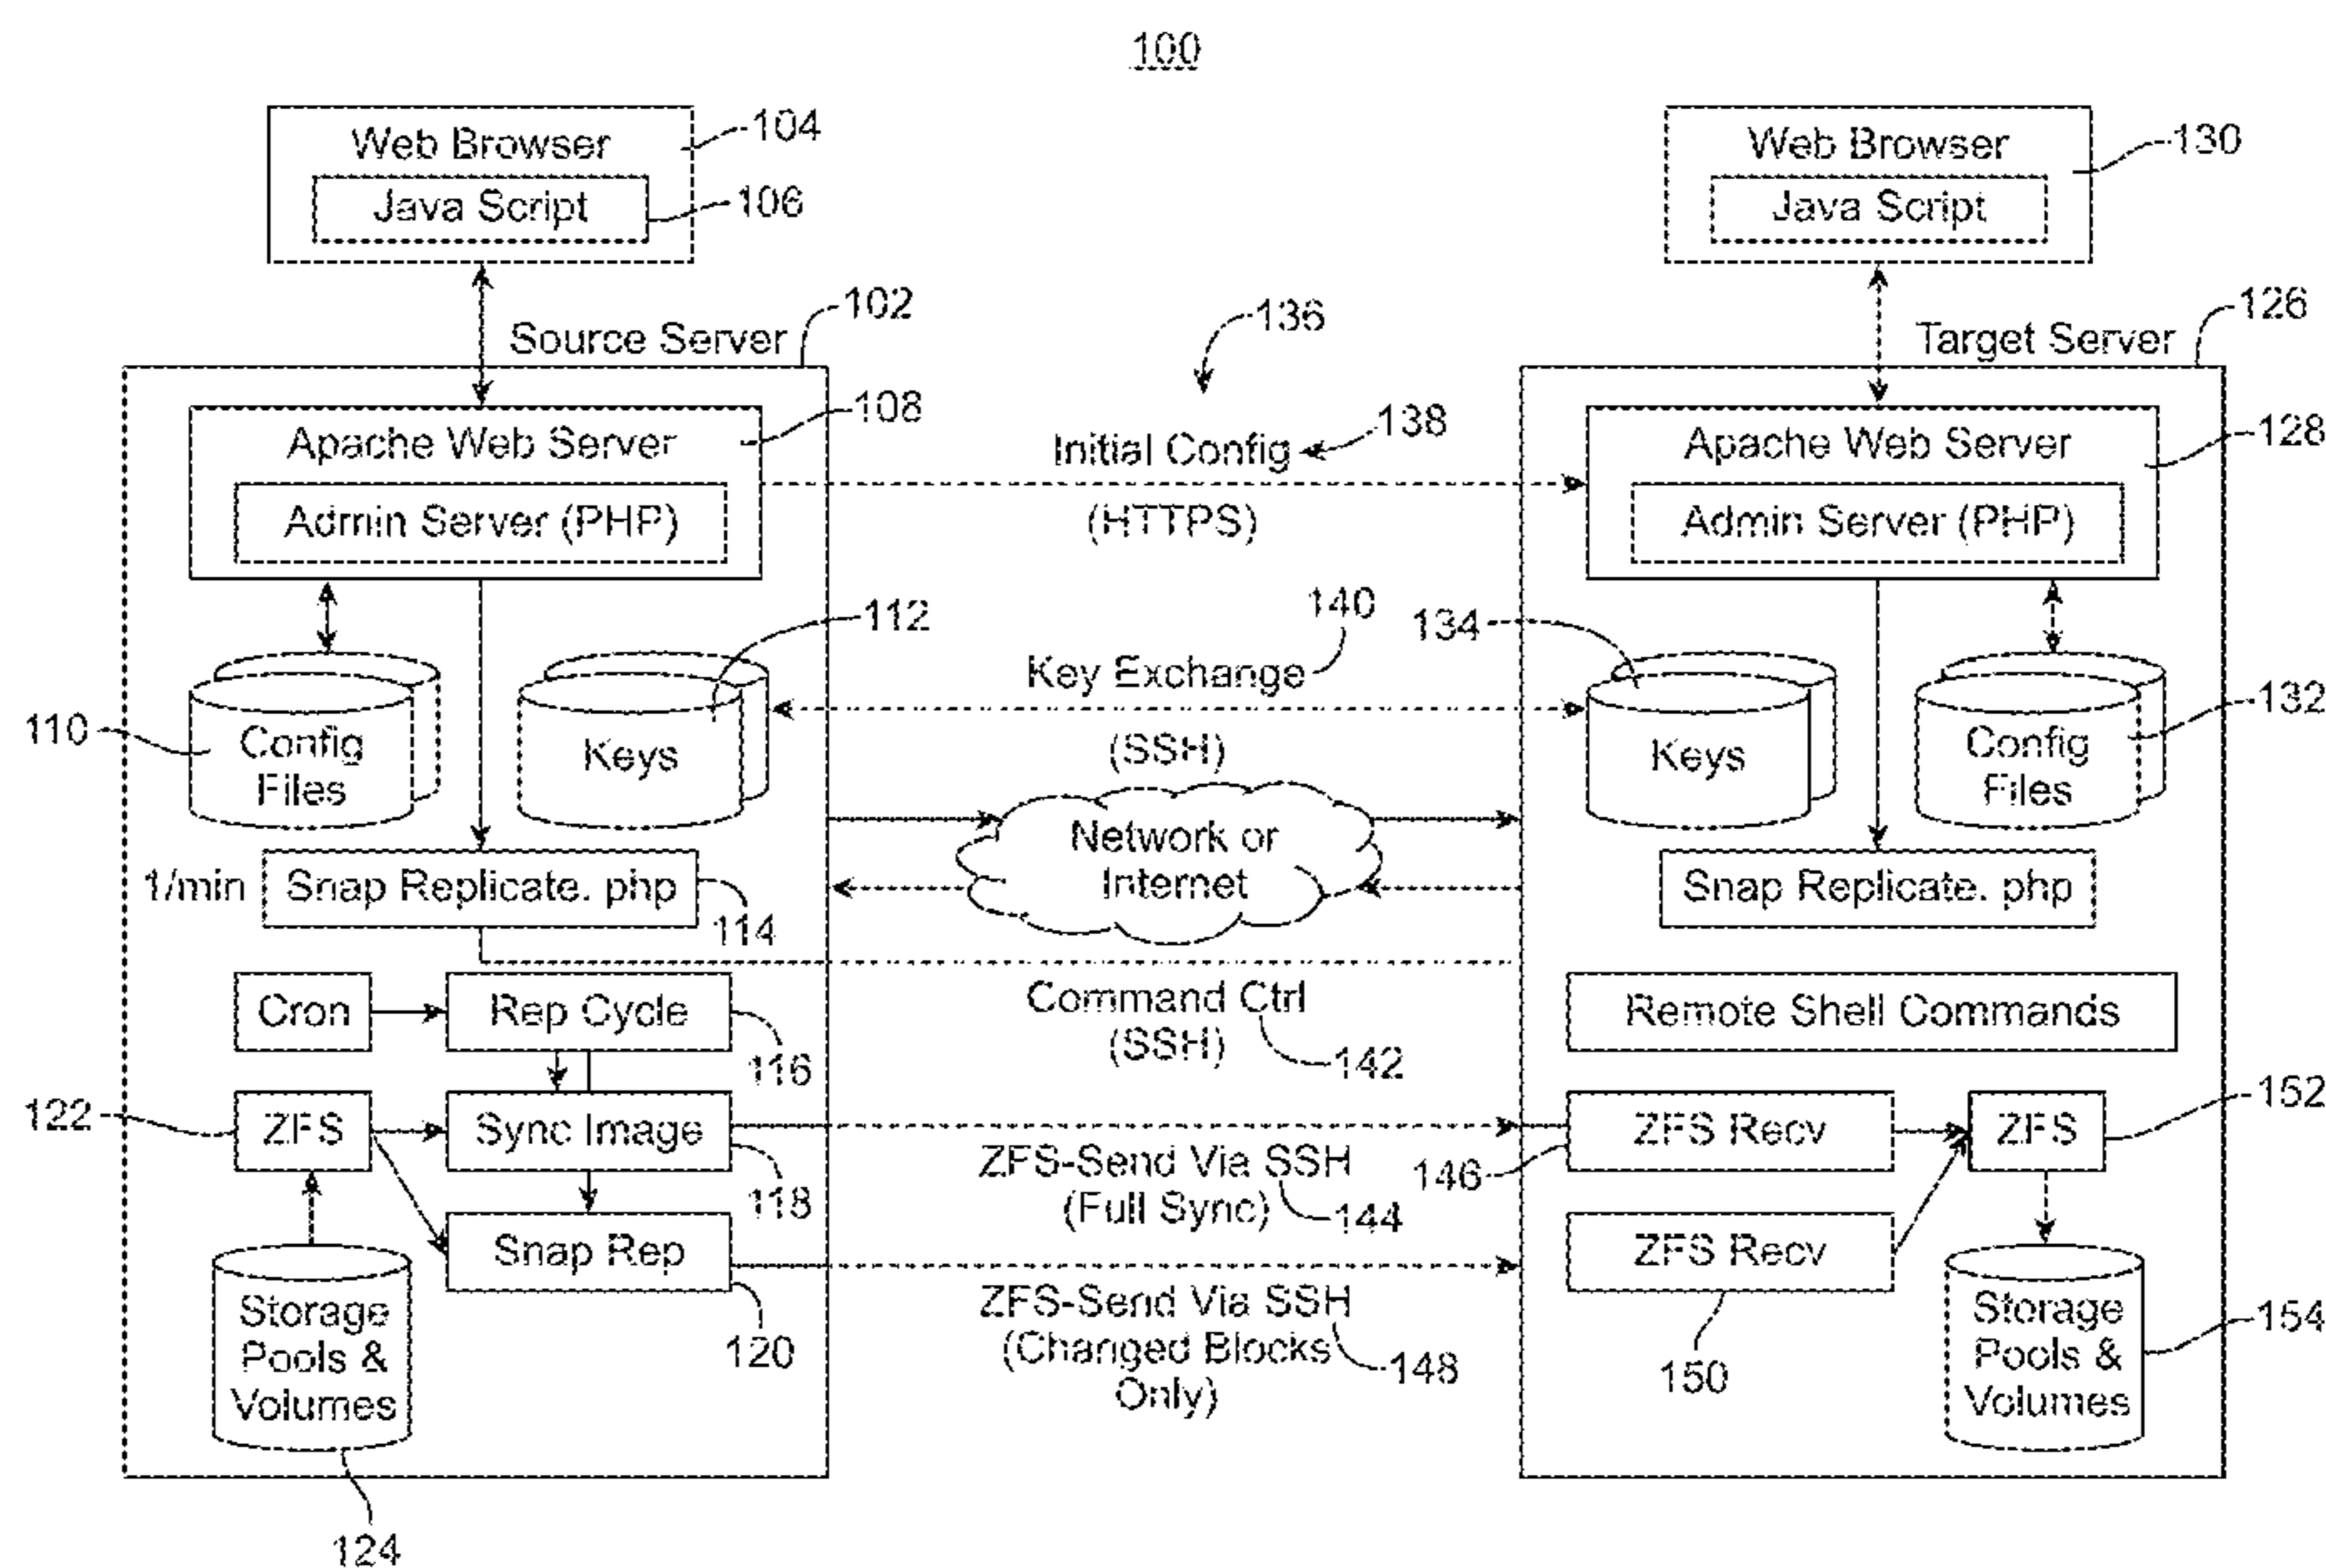 100
Web Browser
104
Java Script
106
Web Browser
130
Java Script
Source Server
102
136
Target Server
126
Apache Web Server
108
Admin Server (PHP)
Initial Config
138
(HTTPS)
Apache Web Server
128
Admin Server (PHP)
112
Key Exchange
140
(SSH)
134
110
Config
Files
Keys
Keys
Config
Files
132
Network or
Internet
1/min
Snap Replicate. php
114
Snap Replicate. php
Cron
Rep Cycle
116
Command Ctrl
(SSH)
142
Remote Shell Commands
122
ZFS
Sync Image
118
ZFS-Send Via SSH
(Full Sync)
144
146
ZFS Recv
ZFS
152
Snap Rep
120
ZFS-Send Via SSH
(Changed Blocks
Only)
148
ZFS Recv
150
Storage
Pools &
Volumes
124
Storage
Pools &
Volumes
154